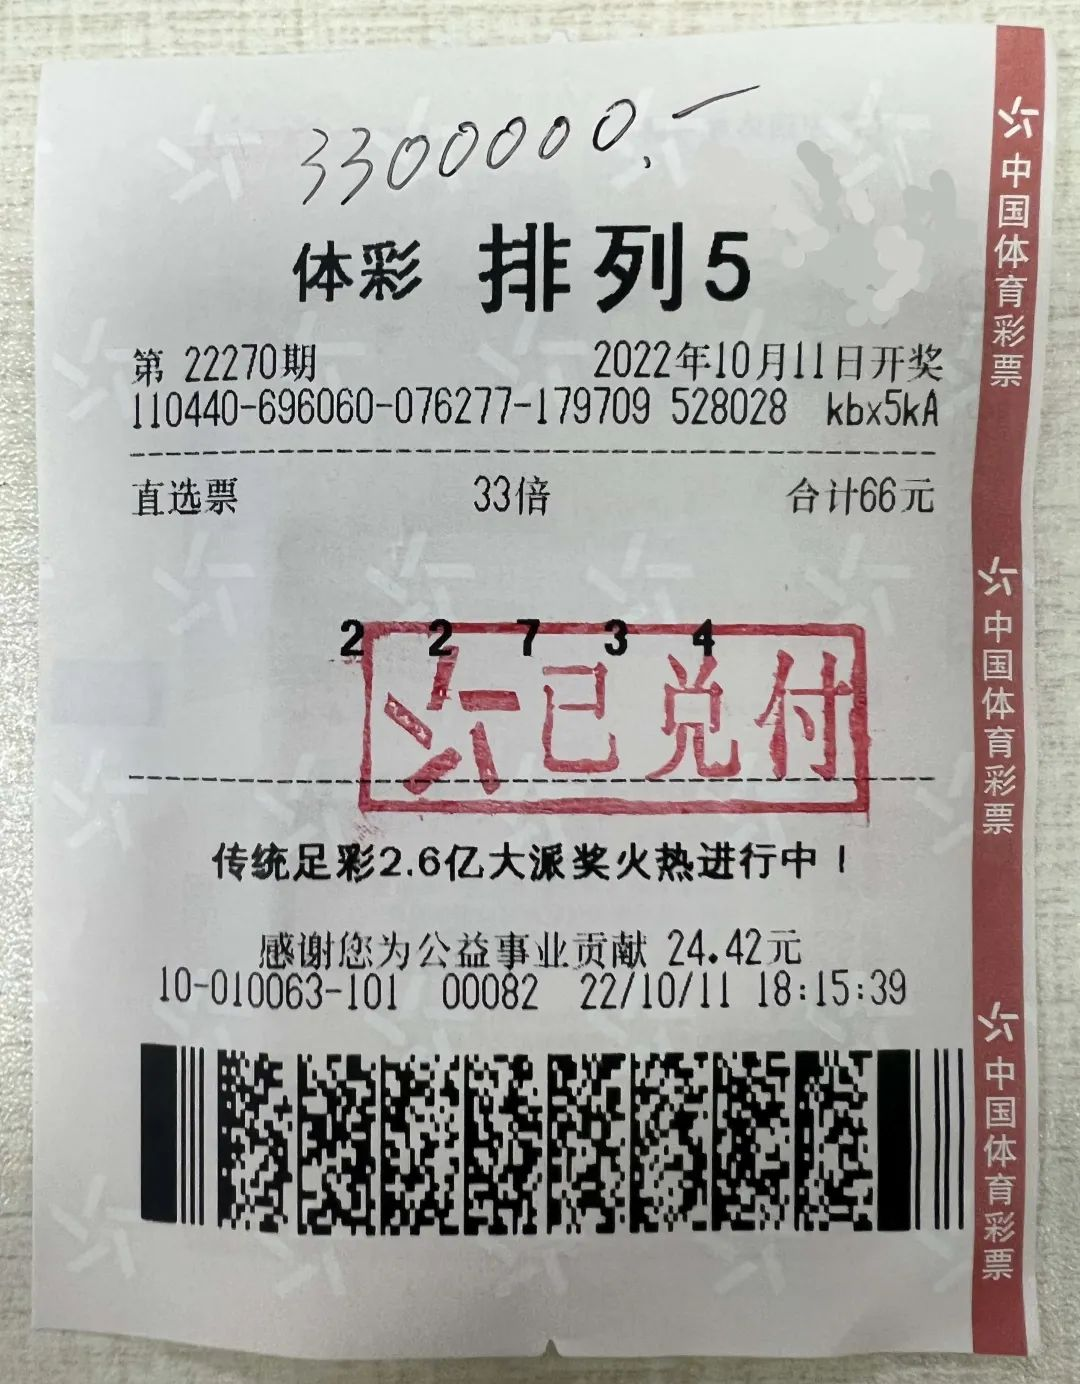 3300000.—
体彩 排列5
第 22270期 2022年10月11日开奖
110440-696060-076277-179709 528028 kbx5kA
直选票 33倍 合计66元
2 2 7 3 4
已兑付
传统足彩2.6亿大派奖火热进行中！
感谢您为公益事业贡献 24.42元
10-010063-101 00082 22/10/11 18:15:39
中国体育彩票
中国体育彩票
中国体育彩票